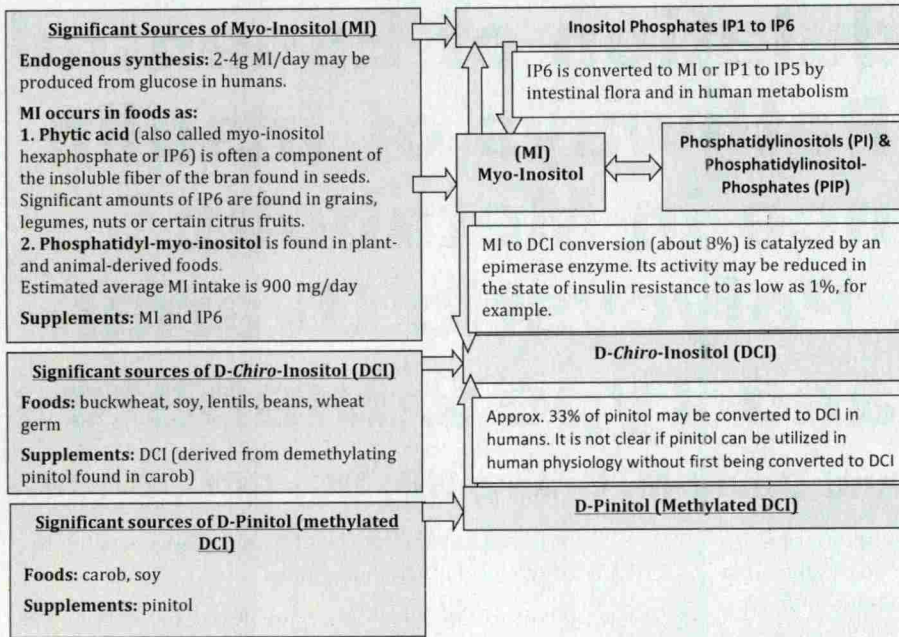 Significant Sources of Myo-Inositol (MI)
Endogenous synthesis: 2-4g MI/day may be
produced from glucose in humans.
MI occurs in foods as:
1. Phytic acid (also called myo-inositol
hexaphosphate or IP6) is often a component of
the insoluble fiber of the bran found in seeds.
Significant amounts of IP6 are found in grains,
legumes, nuts or certain citrus fruits.
2. Phosphatidyl-myo-inositol is found in plant-
and animal-derived foods.
Estimated average MI intake is 900 mg/day
Supplements: MI and IP6
Inositol Phosphates IP1 to IP6
IP6 is converted to MI or IP1 to IP5 by
intestinal flora and in human metabolism
(MI)
Myo-Inositol
Phosphatidylinositols (PI) &
Phosphatidylinositol-
Phosphates (PIP)
MI to DCI conversion (about 8%) is catalyzed by an
epimerase enzyme. Its activity may be reduced in
the state of insulin resistance to as low as 1%, for
example.
Significant sources of D-Chiro-Inositol (DCI)
Foods: buckwheat, soy, lentils, beans, wheat
germ
Supplements: DCI (derived from demethylating
pinitol found in carob)
D-Chiro-Inositol (DCI)
Approx. 33% of pinitol may be converted to DCI in
humans. It is not clear if pinitol can be utilized in
human physiology without first being converted to DCI
Significant sources of D-Pinitol (methylated
DCI)
Foods: carob, soy
Supplements: pinitol
D-Pinitol (Methylated DCI)